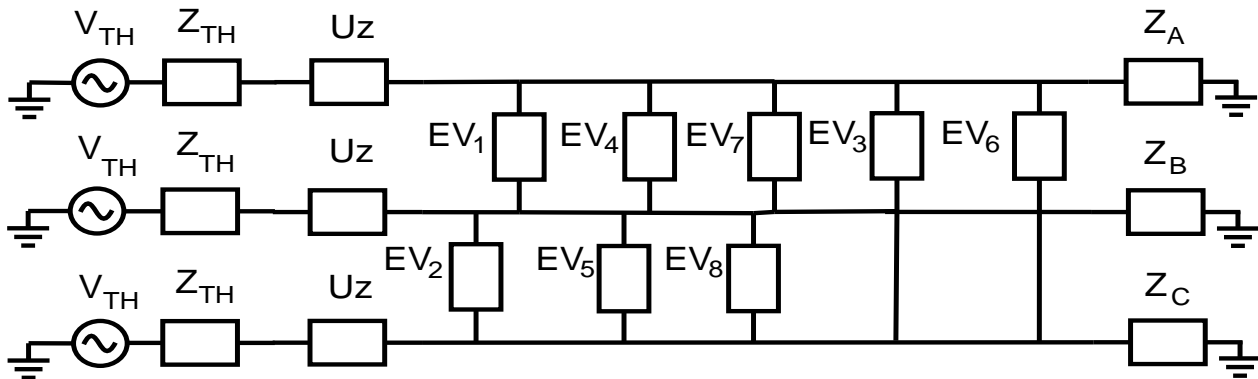 V_TH Z_TH Uz Z_A
EV_1 EV_4 EV_7 EV_3 EV_6
V_TH Z_TH Uz Z_B
EV_2 EV_5 EV_8
V_TH Z_TH Uz Z_C